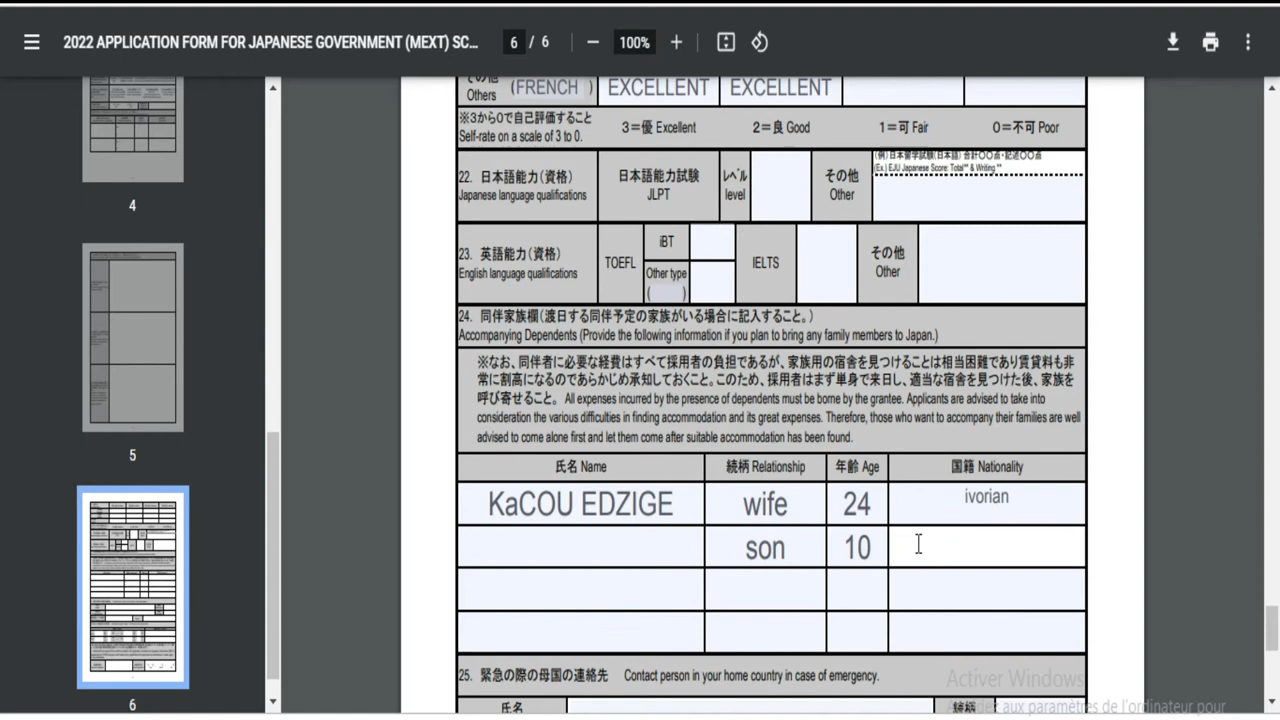 2022 APPLICATION FORM FOR JAPANESE GOVERNMENT (MEXT) SC...
6 / 6
100%
4
5
6
Others
(FRENCH )
EXCELLENT
EXCELLENT
※3から0で自己評価すること
Self-rate on a scale of 3 to 0.
3＝優 Excellent
2＝良 Good
1＝可 Fair
0＝不可 Poor
22. 日本語能力（資格）
Japanese language qualifications
日本語能力試験
JLPT
レベル
level
その他
Other
（例）日本留学試験（日本語） 合計〇〇点・記述〇〇点
(Ex.) EJU Japanese Score: Total** & Writing **
23. 英語能力（資格）
English language qualifications
TOEFL
iBT
Other type
( )
IELTS
その他
Other
24. 同伴家族欄（渡日する同伴予定の家族がいる場合に記入すること。）
Accompanying Dependents (Provide the following information if you plan to bring any family members to Japan.)
※なお、同伴者に必要な経費はすべて採用者の負担であるが、家族用の宿舎を見つけることは相当困難であり賃貸料も非
常に割高になるのであらかじめ承知しておくこと。このため、採用者はまず単身で来日し、適当な宿舎を見つけた後、家族を
呼び寄せること。 All expenses incurred by the presence of dependents must be borne by the grantee. Applicants are advised to take into
consideration the various difficulties in finding accommodation and its great expenses. Therefore, those who want to accompany their families are well
advised to come alone first and let them come after suitable accommodation has been found.
氏名 Name
続柄 Relationship
年齢 Age
国籍 Nationality
KaCOU EDZIGE
wife
24
ivorian
son
10
25. 緊急の際の母国の連絡先 Contact person in your home country in case of emergency.
氏名
続柄
Activer Windows
aux paramètres de l'ordinateur pour